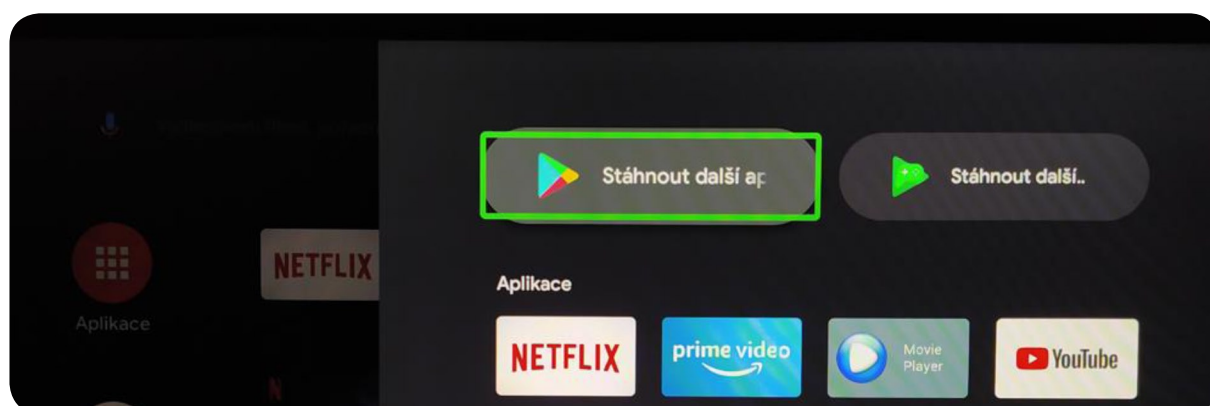 Stáhnout další ap
Stáhnout další..
NETFLIX
Aplikace
Aplikace
NETFLIX
prime video
Movie
Player
YouTube